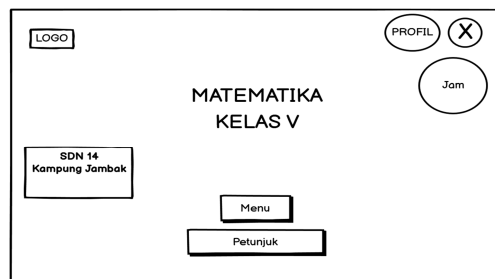 LOGO
PROFIL
X
Jam
MATEMATIKA
KELAS V
SDN 14
Kampung Jambak
Menu
Petunjuk